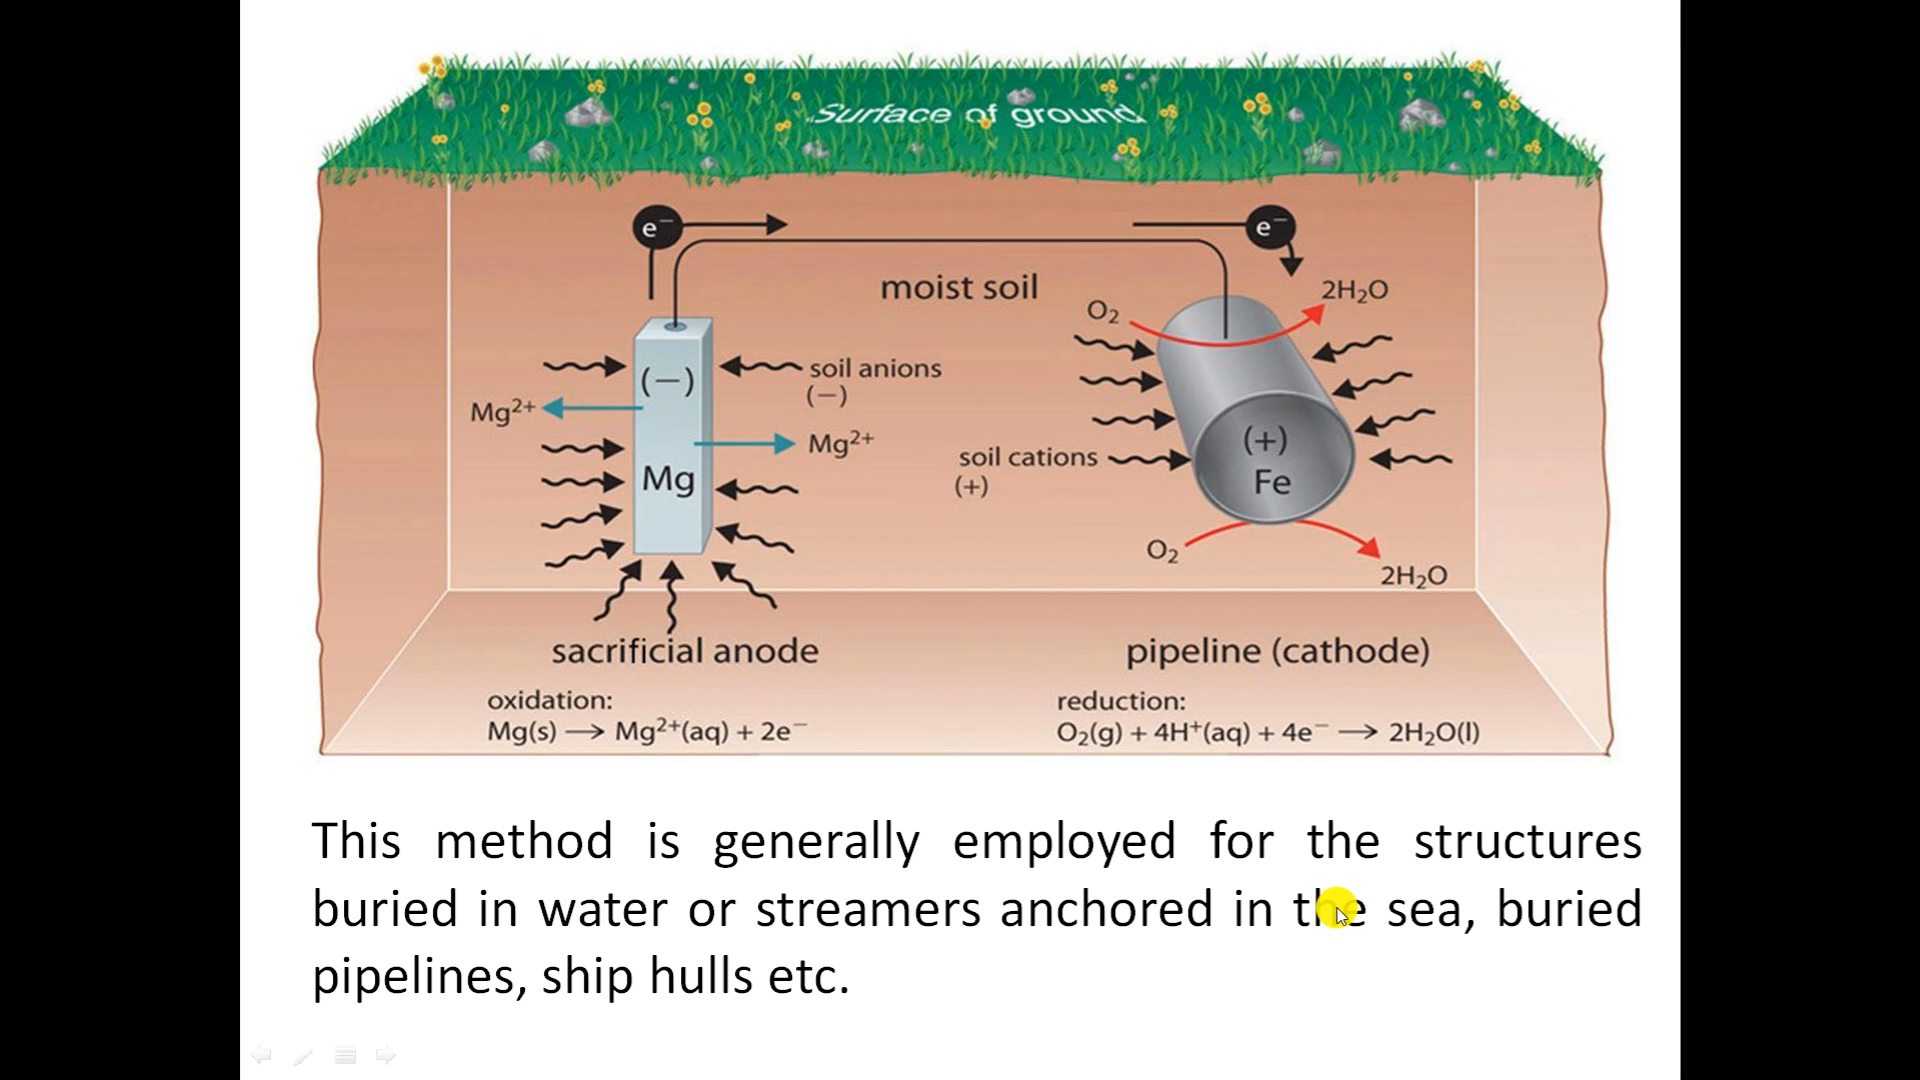 Surface of ground
e⁻
e⁻
moist soil
O₂
2H₂O
(−)
soil anions
(−)
Mg²⁺
Mg²⁺
Mg
soil cations
(+)
(+)
Fe
O₂
2H₂O
sacrificial anode
pipeline (cathode)
oxidation:
Mg(s) → Mg²⁺(aq) + 2e⁻
reduction:
O₂(g) + 4H⁺(aq) + 4e⁻ → 2H₂O(l)
This method is generally employed for the structures
buried in water or streamers anchored in the sea, buried
pipelines, ship hulls etc.